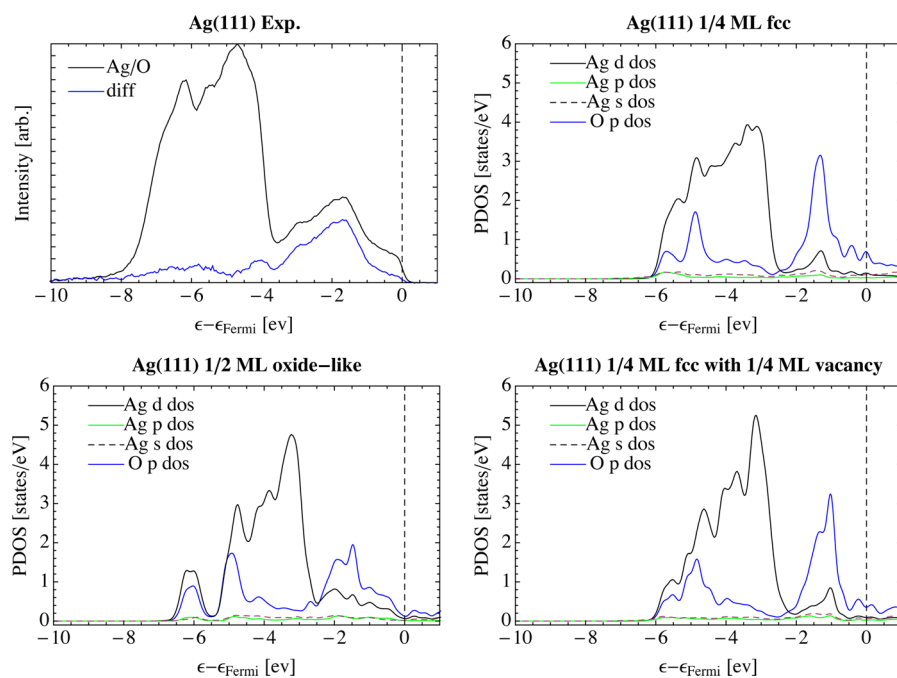 Ag(111) Exp.
Intensity [arb.]
Ag/O
diff
−10 −8 −6 −4 −2 0
ϵ−ϵFermi [ev]
Ag(111) 1/4 ML fcc
PDOS [states/eV]
6
5
4
3
2
1
0
Ag d dos
Ag p dos
Ag s dos
O p dos
−10 −8 −6 −4 −2 0
ϵ−ϵFermi [ev]
Ag(111) 1/2 ML oxide−like
PDOS [states/eV]
6
5
4
3
2
1
0
Ag d dos
Ag p dos
Ag s dos
O p dos
−10 −8 −6 −4 −2 0
ϵ−ϵFermi [ev]
Ag(111) 1/4 ML fcc with 1/4 ML vacancy
PDOS [states/eV]
6
5
4
3
2
1
0
Ag d dos
Ag p dos
Ag s dos
O p dos
−10 −8 −6 −4 −2 0
ϵ−ϵFermi [ev]